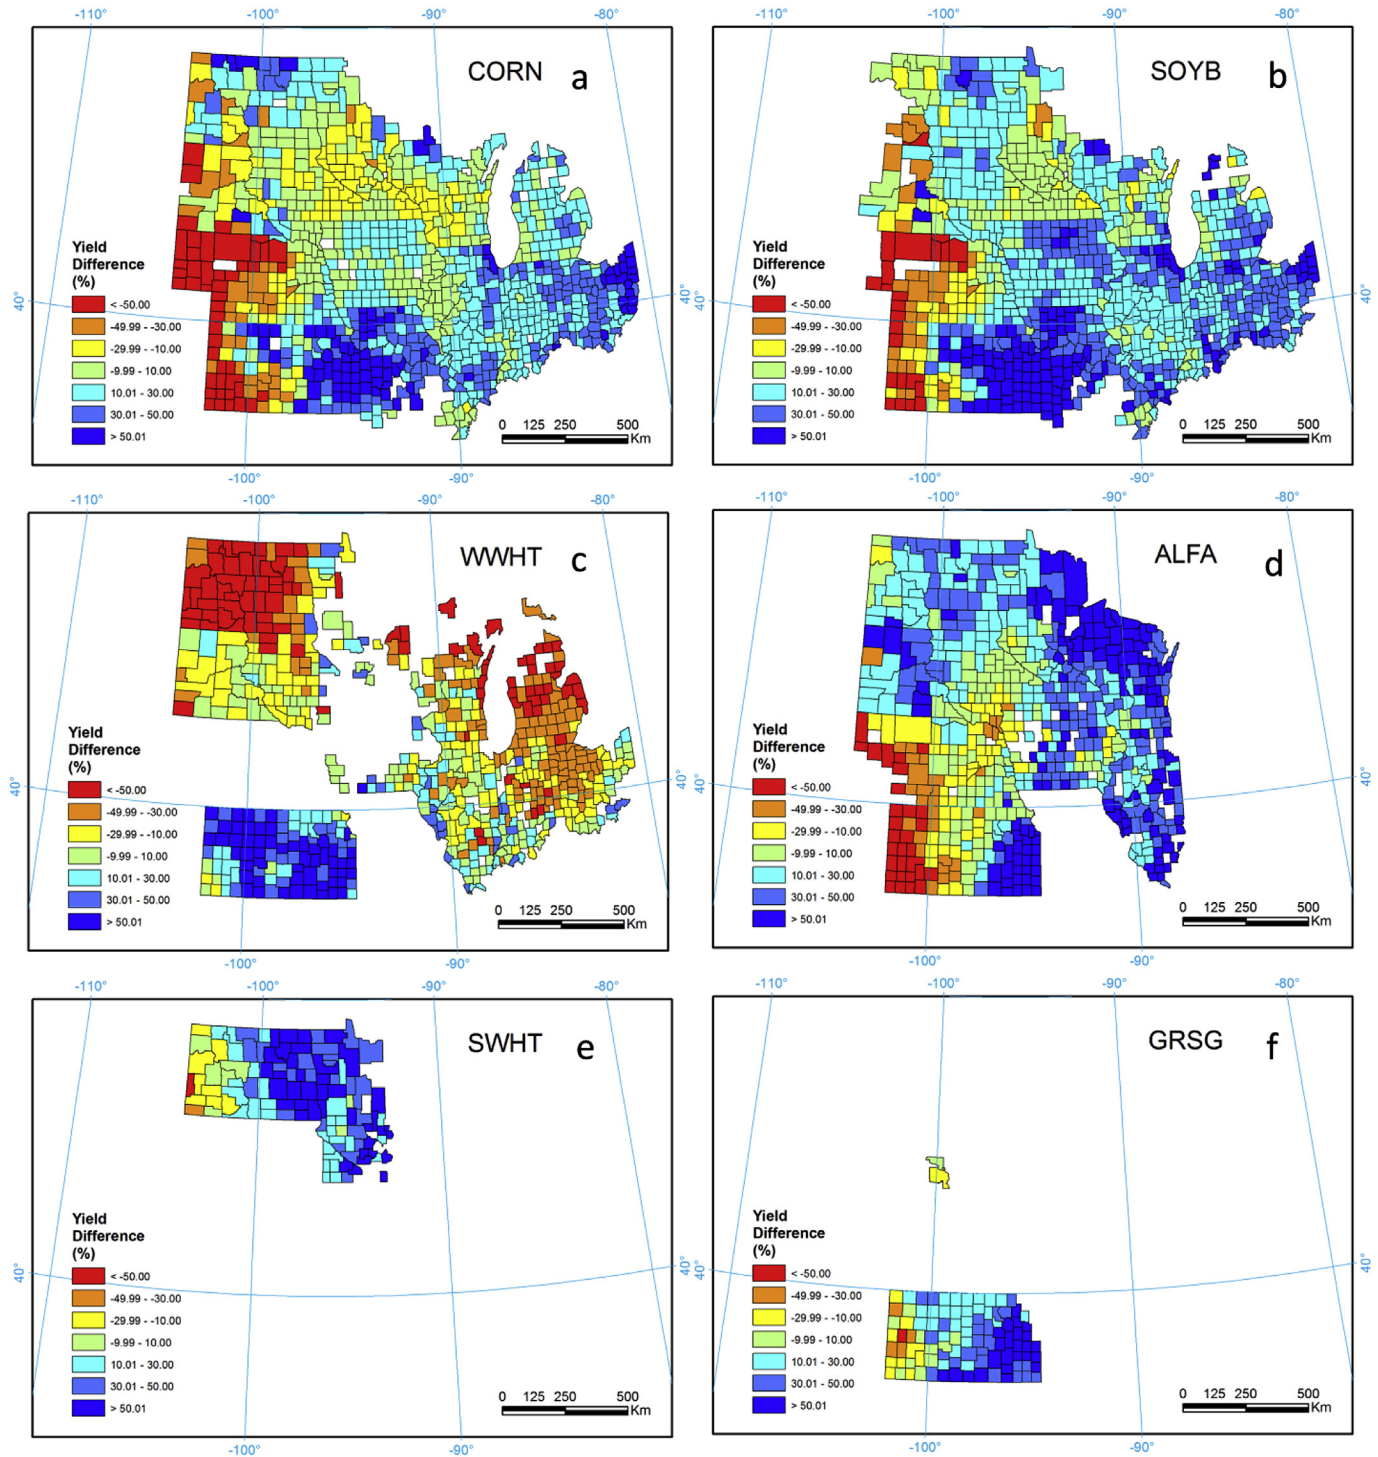 -110° -100° -90° -80°
CORN a
Yield
Difference
(%)
< -50.00
-49.99 - -30.00
-29.99 - -10.00
-9.99 - 10.00
10.01 - 30.00
30.01 - 50.00
> 50.01
40° 40°
0 125 250 500
Km
-100° -90°
-110° -100° -90° -80°
SOYB b
Yield
Difference
(%)
< -50.00
-49.99 - -30.00
-29.99 - -10.00
-9.99 - 10.00
10.01 - 30.00
30.01 - 50.00
> 50.01
40°
0 125 250 500
Km
-100° -90°
-110° -100° -90° -80°
WWHT c
Yield
Difference
(%)
< -50.00
-49.99 - -30.00
-29.99 - -10.00
-9.99 - 10.00
10.01 - 30.00
30.01 - 50.00
> 50.01
40° 40°
0 125 250 500
Km
-100° -90°
-110° -100° -90° -80°
ALFA d
Yield
Difference
(%)
< -50.00
-49.99 - -30.00
-29.99 - -10.00
-9.99 - 10.00
10.01 - 30.00
30.01 - 50.00
> 50.01
40° 40°
0 125 250 500
Km
-100° -90°
-110° -100° -90° -80°
SWHT e
Yield
Difference
(%)
< -50.00
-49.99 - -30.00
-29.99 - -10.00
-9.99 - 10.00
10.01 - 30.00
30.01 - 50.00
> 50.01
40° 40°
0 125 250 500
Km
-100° -90°
-110° -100° -90° -80°
GRSG f
Yield
Difference
(%)
< -50.00
-49.99 - -30.00
-29.99 - -10.00
-9.99 - 10.00
10.01 - 30.00
30.01 - 50.00
> 50.01
40° 40°
0 125 250 500
Km
-100° -90°